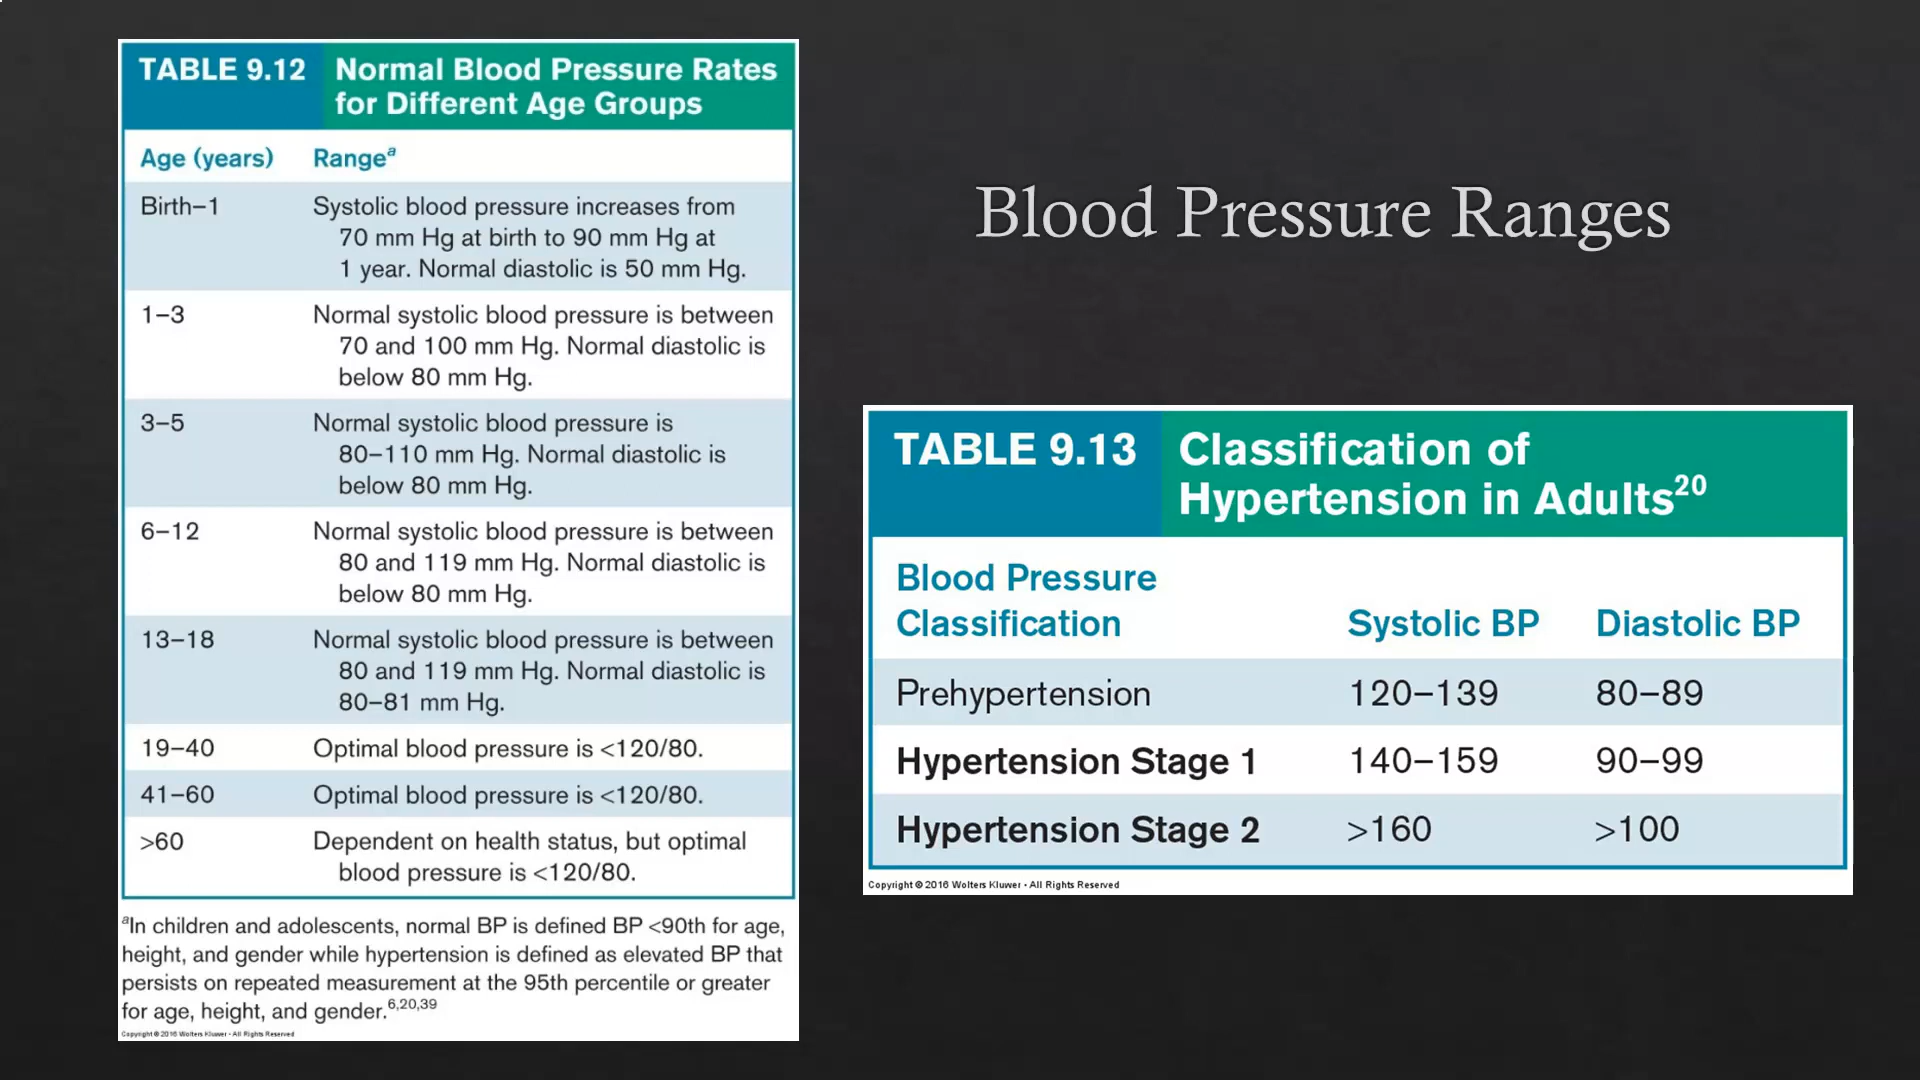 TABLE 9.12 Normal Blood Pressure Rates
for Different Age Groups
Age (years) Rangeᵃ
Birth–1 Systolic blood pressure increases from
70 mm Hg at birth to 90 mm Hg at
1 year. Normal diastolic is 50 mm Hg.
1–3 Normal systolic blood pressure is between
70 and 100 mm Hg. Normal diastolic is
below 80 mm Hg.
3–5 Normal systolic blood pressure is
80–110 mm Hg. Normal diastolic is
below 80 mm Hg.
6–12 Normal systolic blood pressure is between
80 and 119 mm Hg. Normal diastolic is
below 80 mm Hg.
13–18 Normal systolic blood pressure is between
80 and 119 mm Hg. Normal diastolic is
80–81 mm Hg.
19–40 Optimal blood pressure is <120/80.
41–60 Optimal blood pressure is <120/80.
>60 Dependent on health status, but optimal
blood pressure is <120/80.
ᵃIn children and adolescents, normal BP is defined BP <90th for age,
height, and gender while hypertension is defined as elevated BP that
persists on repeated measurement at the 95th percentile or greater
for age, height, and gender.⁶,²⁰,³⁹
Copyright © 2016 Wolters Kluwer - All Rights Reserved
Blood Pressure Ranges
TABLE 9.13 Classification of
Hypertension in Adults²⁰
Blood Pressure
Classification Systolic BP Diastolic BP
Prehypertension 120–139 80–89
Hypertension Stage 1 140–159 90–99
Hypertension Stage 2 >160 >100
Copyright © 2016 Wolters Kluwer - All Rights Reserved